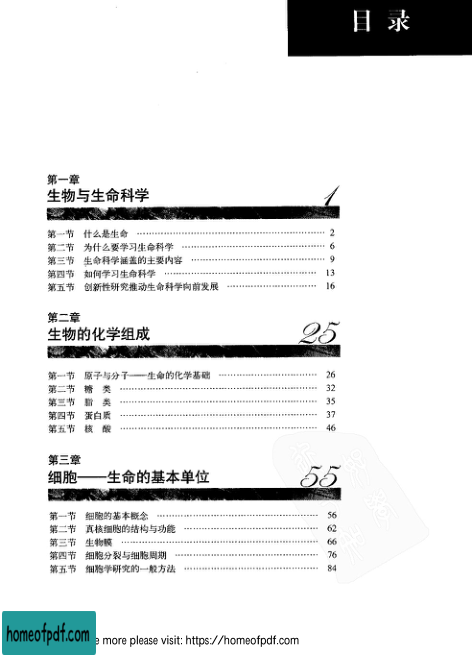 目录
第一章
生物与生命科学 1
第一节 什么是生命 2
第二节 为什么要学习生命科学 6
第三节 生命科学涵盖的主要内容 9
第四节 如何学习生命科学 13
第五节 创新性研究推动生命科学向前发展 16
第二章
生物的化学组成 25
第一节 原子与分子——生命的化学基础 26
第二节 糖 类 32
第三节 脂 类 35
第四节 蛋白质 37
第五节 核 酸 46
第三章
细胞——生命的基本单位 55
第一节 细胞的基本概念 56
第二节 真核细胞的结构与功能 62
第三节 生物膜 66
第四节 细胞分裂与细胞周期 76
第五节 细胞学研究的一般方法 84
homeofpdf.com
e more please visit: https://homeofpdf.com